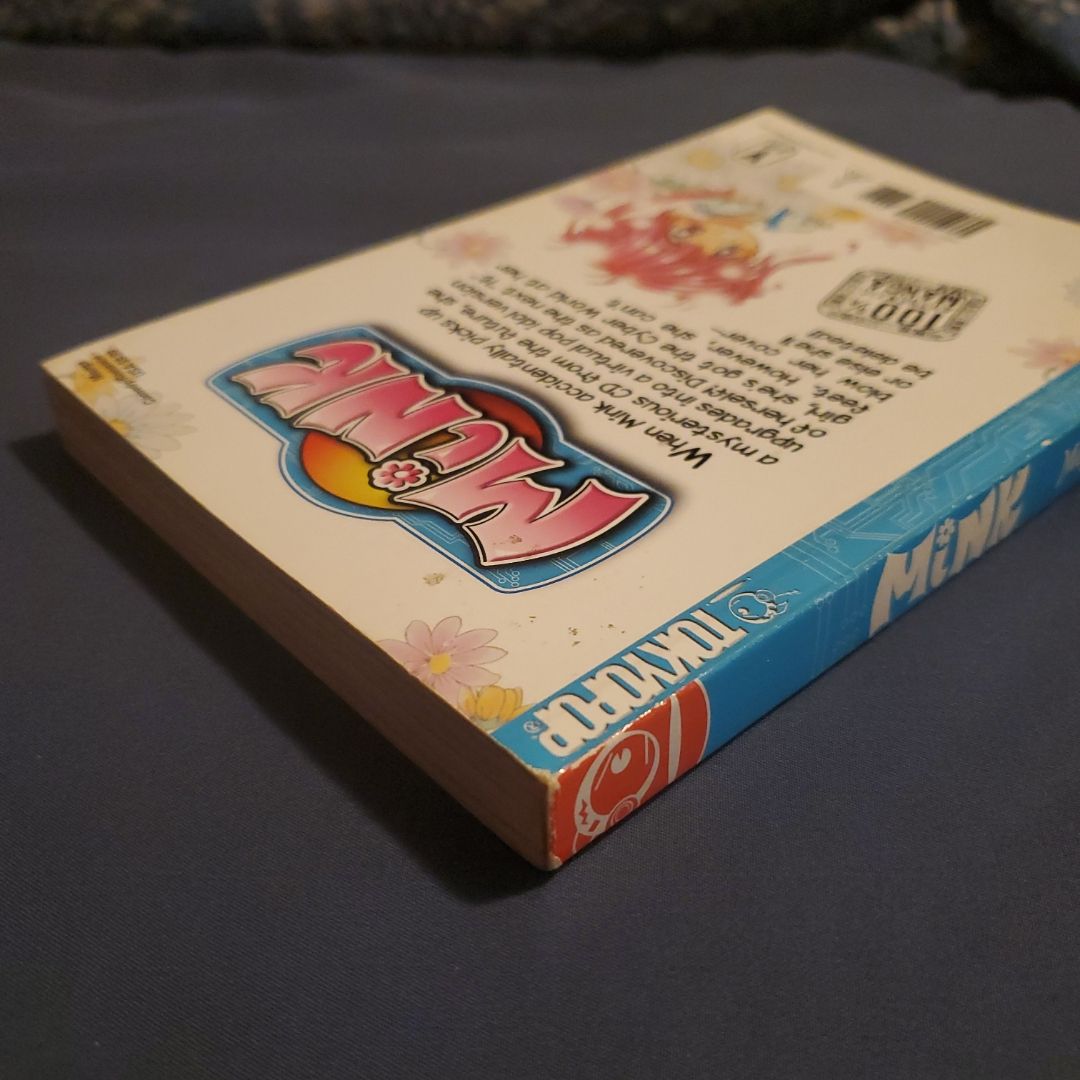 MiNK
When Mink accidentally picks up
a mysterious CD from the future, she
upgrades into a virtual pop idol version
of herself! Discovered as the next "it"
girl, she's got the Cyber World at her
feet. However, she can't
blow her cover--
or else she'll
be deleted!
100%
MANGA
Y
TOKYOPOP®
MiNK